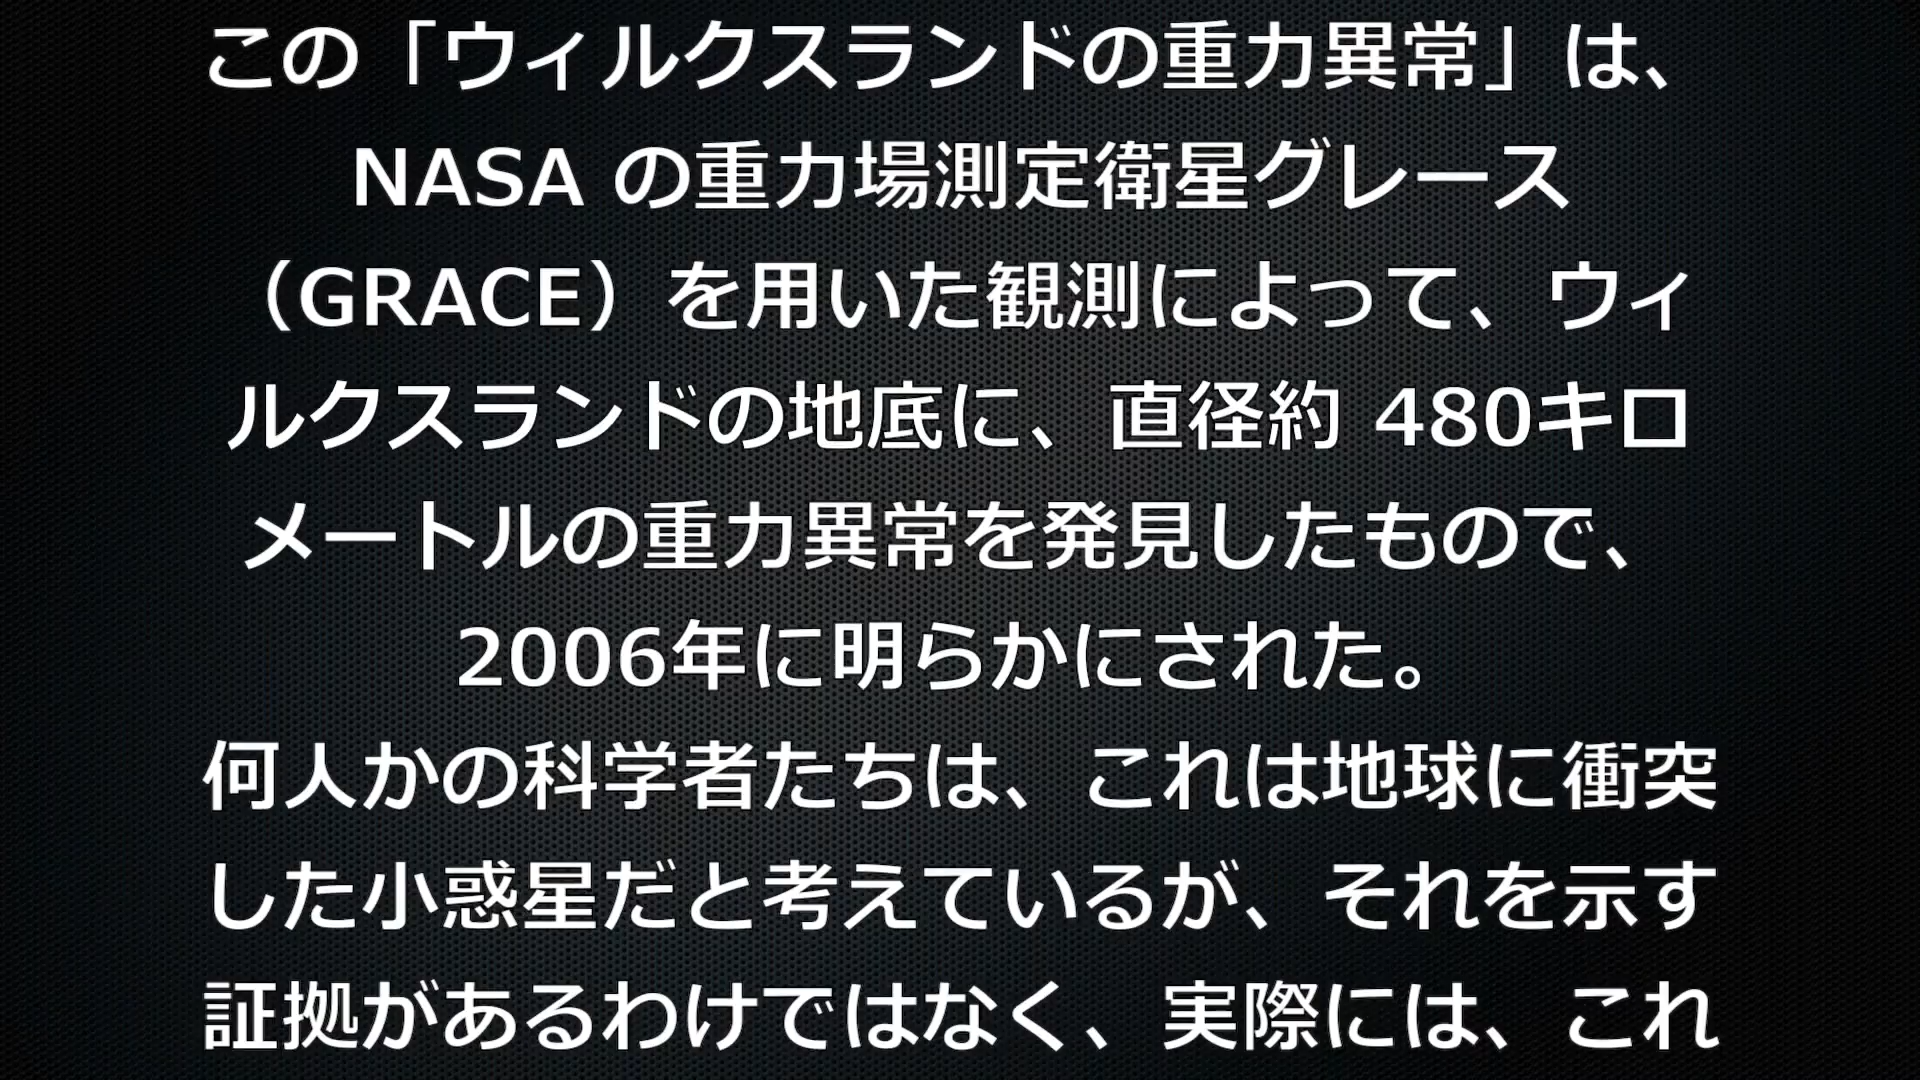 この「ウィルクスランドの重力異常」は、
NASA の重力場測定衛星グレース
（GRACE）を用いた観測によって、ウィ
ルクスランドの地底に、直径約 480キロ
メートルの重力異常を発見したもので、
2006年に明らかにされた。
何人かの科学者たちは、これは地球に衝突
した小惑星だと考えているが、それを示す
証拠があるわけではなく、実際には、これ